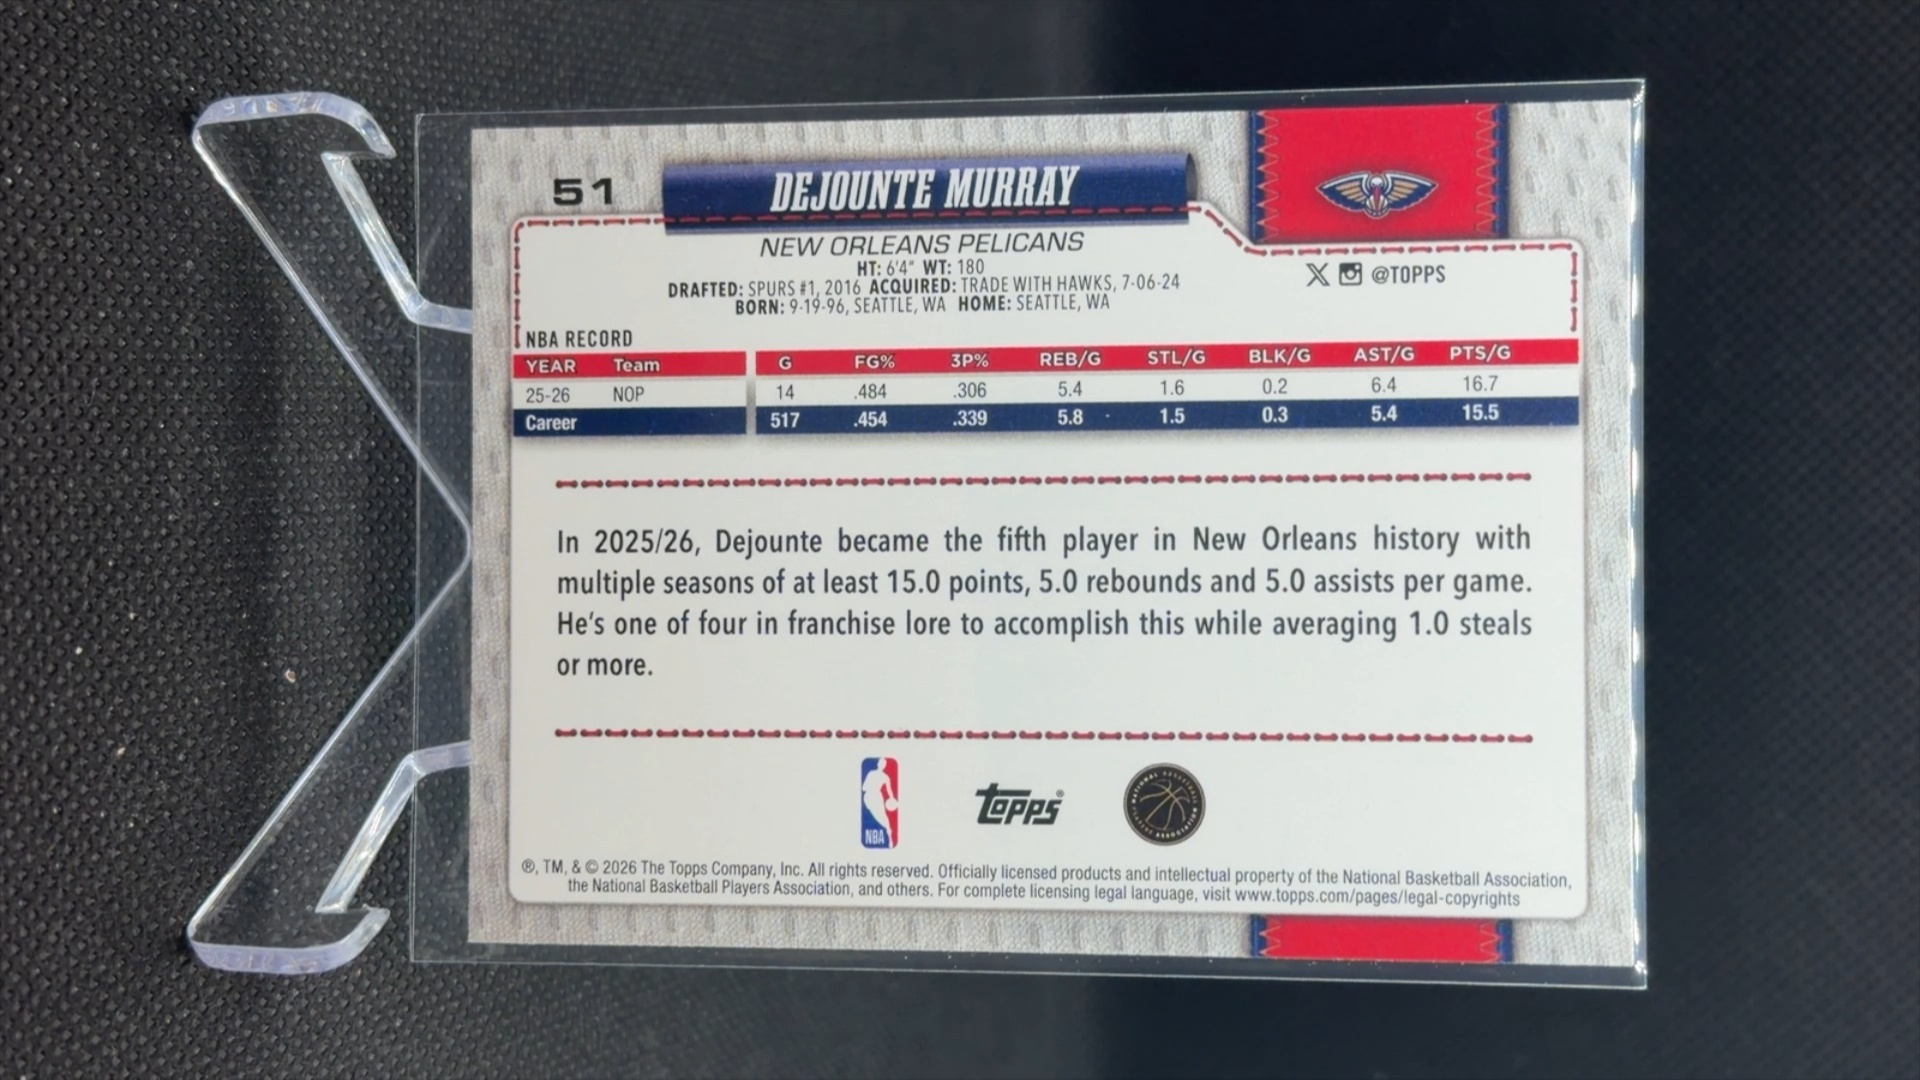 51
DEJOUNTE MURRAY
NEW ORLEANS PELICANS
HT: 6'4" WT: 180
DRAFTED: SPURS #1, 2016 ACQUIRED: TRADE WITH HAWKS, 7-06-24
BORN: 9-19-96, SEATTLE, WA HOME: SEATTLE, WA
@TOPPS
NBA RECORD
YEAR Team G FG% 3P% REB/G STL/G BLK/G AST/G PTS/G
25-26 NOP 14 .484 .306 5.4 1.6 0.2 6.4 16.7
Career 517 .454 .339 5.8 1.5 0.3 5.4 15.5
In 2025/26, Dejounte became the fifth player in New Orleans history with
multiple seasons of at least 15.0 points, 5.0 rebounds and 5.0 assists per game.
He's one of four in franchise lore to accomplish this while averaging 1.0 steals
or more.
NBA
Topps®
®, TM, & © 2026 The Topps Company, Inc. All rights reserved. Officially licensed products and intellectual property of the National Basketball Association,
the National Basketball Players Association, and others. For complete licensing legal language, visit www.topps.com/pages/legal-copyrights